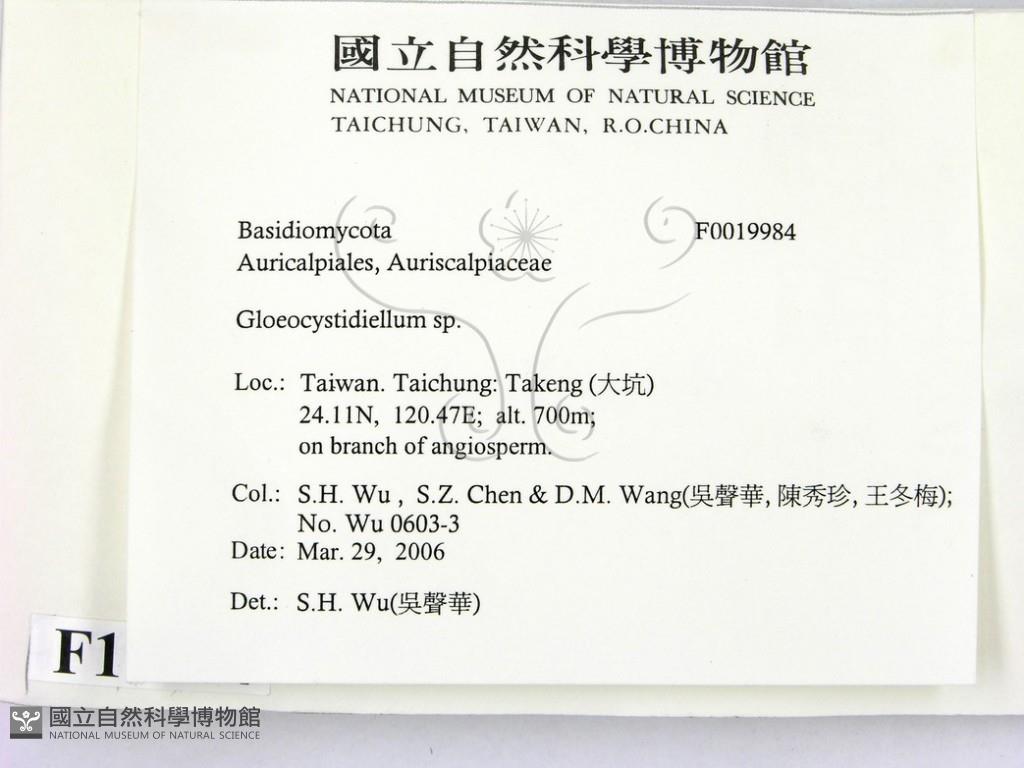 國立自然科學博物館
NATIONAL MUSEUM OF NATURAL SCIENCE
TAICHUNG, TAIWAN, R.O.CHINA
Basidiomycota F0019984
Auricalpiales, Auriscalpiaceae
Gloeocystidiellum sp.
Loc.: Taiwan. Taichung: Takeng (大坑)
24.11N, 120.47E; alt. 700m;
on branch of angiosperm.
Col.: S.H. Wu , S.Z. Chen & D.M. Wang(吳聲華, 陳秀珍, 王冬梅);
No. Wu 0603-3
Date: Mar. 29, 2006
Det.: S.H. Wu(吳聲華)
F1
國立自然科學博物館
NATIONAL MUSEUM OF NATURAL SCIENCE